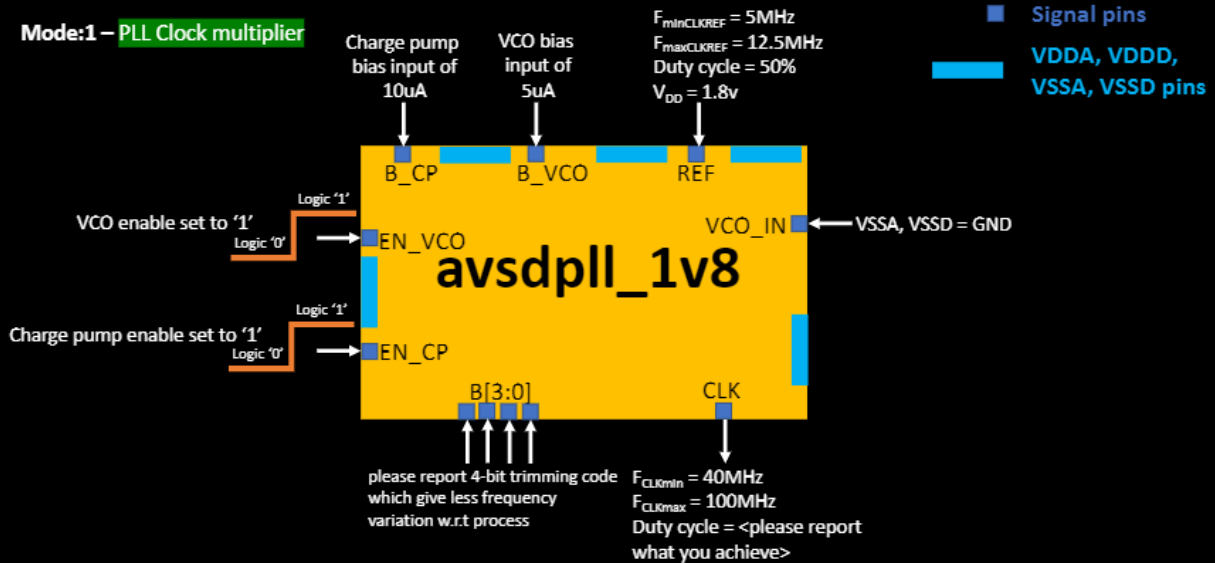 Mode:1 – PLL Clock multiplier
Charge pump
bias input of
10uA
VCO bias
input of
5uA
FminCLKREF = 5MHz
FmaxCLKREF = 12.5MHz
Duty cycle = 50%
VDD = 1.8v
Signal pins
VDDA, VDDD,
VSSA, VSSD pins
B_CP
B_VCO
REF
VCO enable set to ‘1’
Logic ‘1’
Logic ‘0’
EN_VCO
VCO_IN
VSSA, VSSD = GND
avsdpll_1v8
Charge pump enable set to ‘1’
Logic ‘1’
Logic ‘0’
EN_CP
B[3:0]
CLK
please report 4-bit trimming code
which give less frequency
variation w.r.t process
FCLKmin = 40MHz
FCLKmax = 100MHz
Duty cycle = <please report
what you achieve>